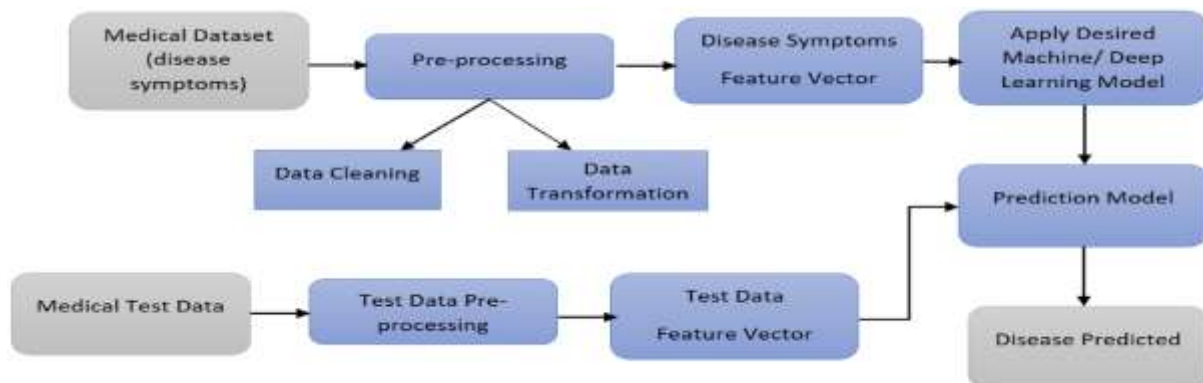 Medical Dataset
(disease
symptoms)
Pre-processing
Disease Symptoms
Feature Vector
Apply Desired
Machine/ Deep
Learning Model
Data Cleaning
Data
Transformation
Prediction Model
Medical Test Data
Test Data Pre-
processing
Test Data
Feature Vector
Disease Predicted